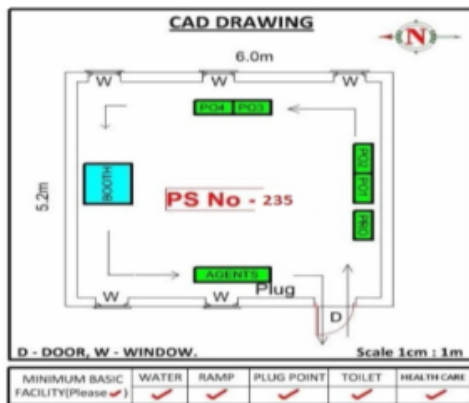 CAD DRAWING
N
6.0m
W W W
PO4 PO3
PO2 PO1
BOOTH
5.2m
PS No - 235
PRO
AGENTS
Plug
W W
D
D - DOOR, W - WINDOW. Scale 1cm : 1m
MINIMUM BASIC FACILITY(Please ✓) WATER RAMP PLUG POINT TOILET HEALTH CARE
✓ ✓ ✓ ✓ ✓